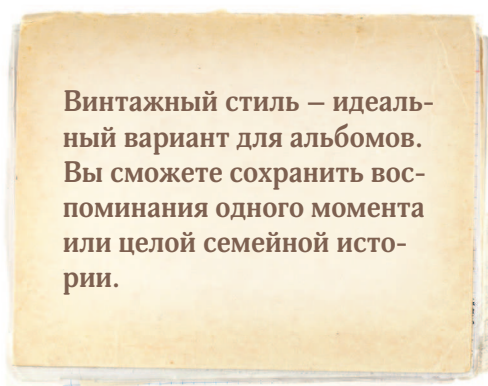 Винтажный стиль – идеаль-
ный вариант для альбомов.
Вы сможете сохранить вос-
поминания одного момента
или целой семейной исто-
рии.